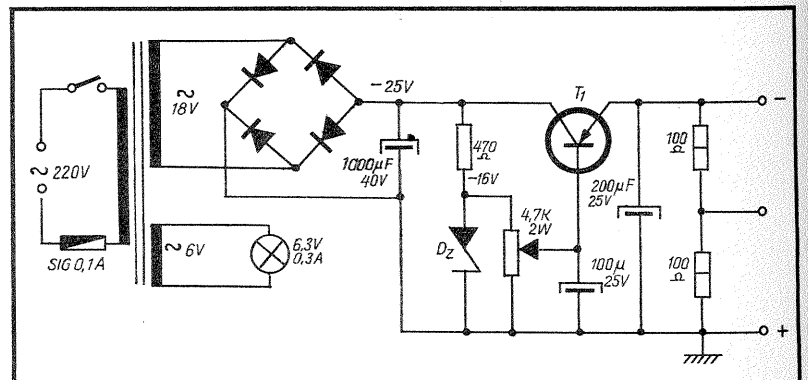 220V
SIG 0,1A
18V
6V
6,3V
0,3A
-25V
1000µF
40V
470
Ω
-16V
DZ
4,7K
2W
T1
100µ
25V
200µF
25V
100
Ω
100
Ω
-
+